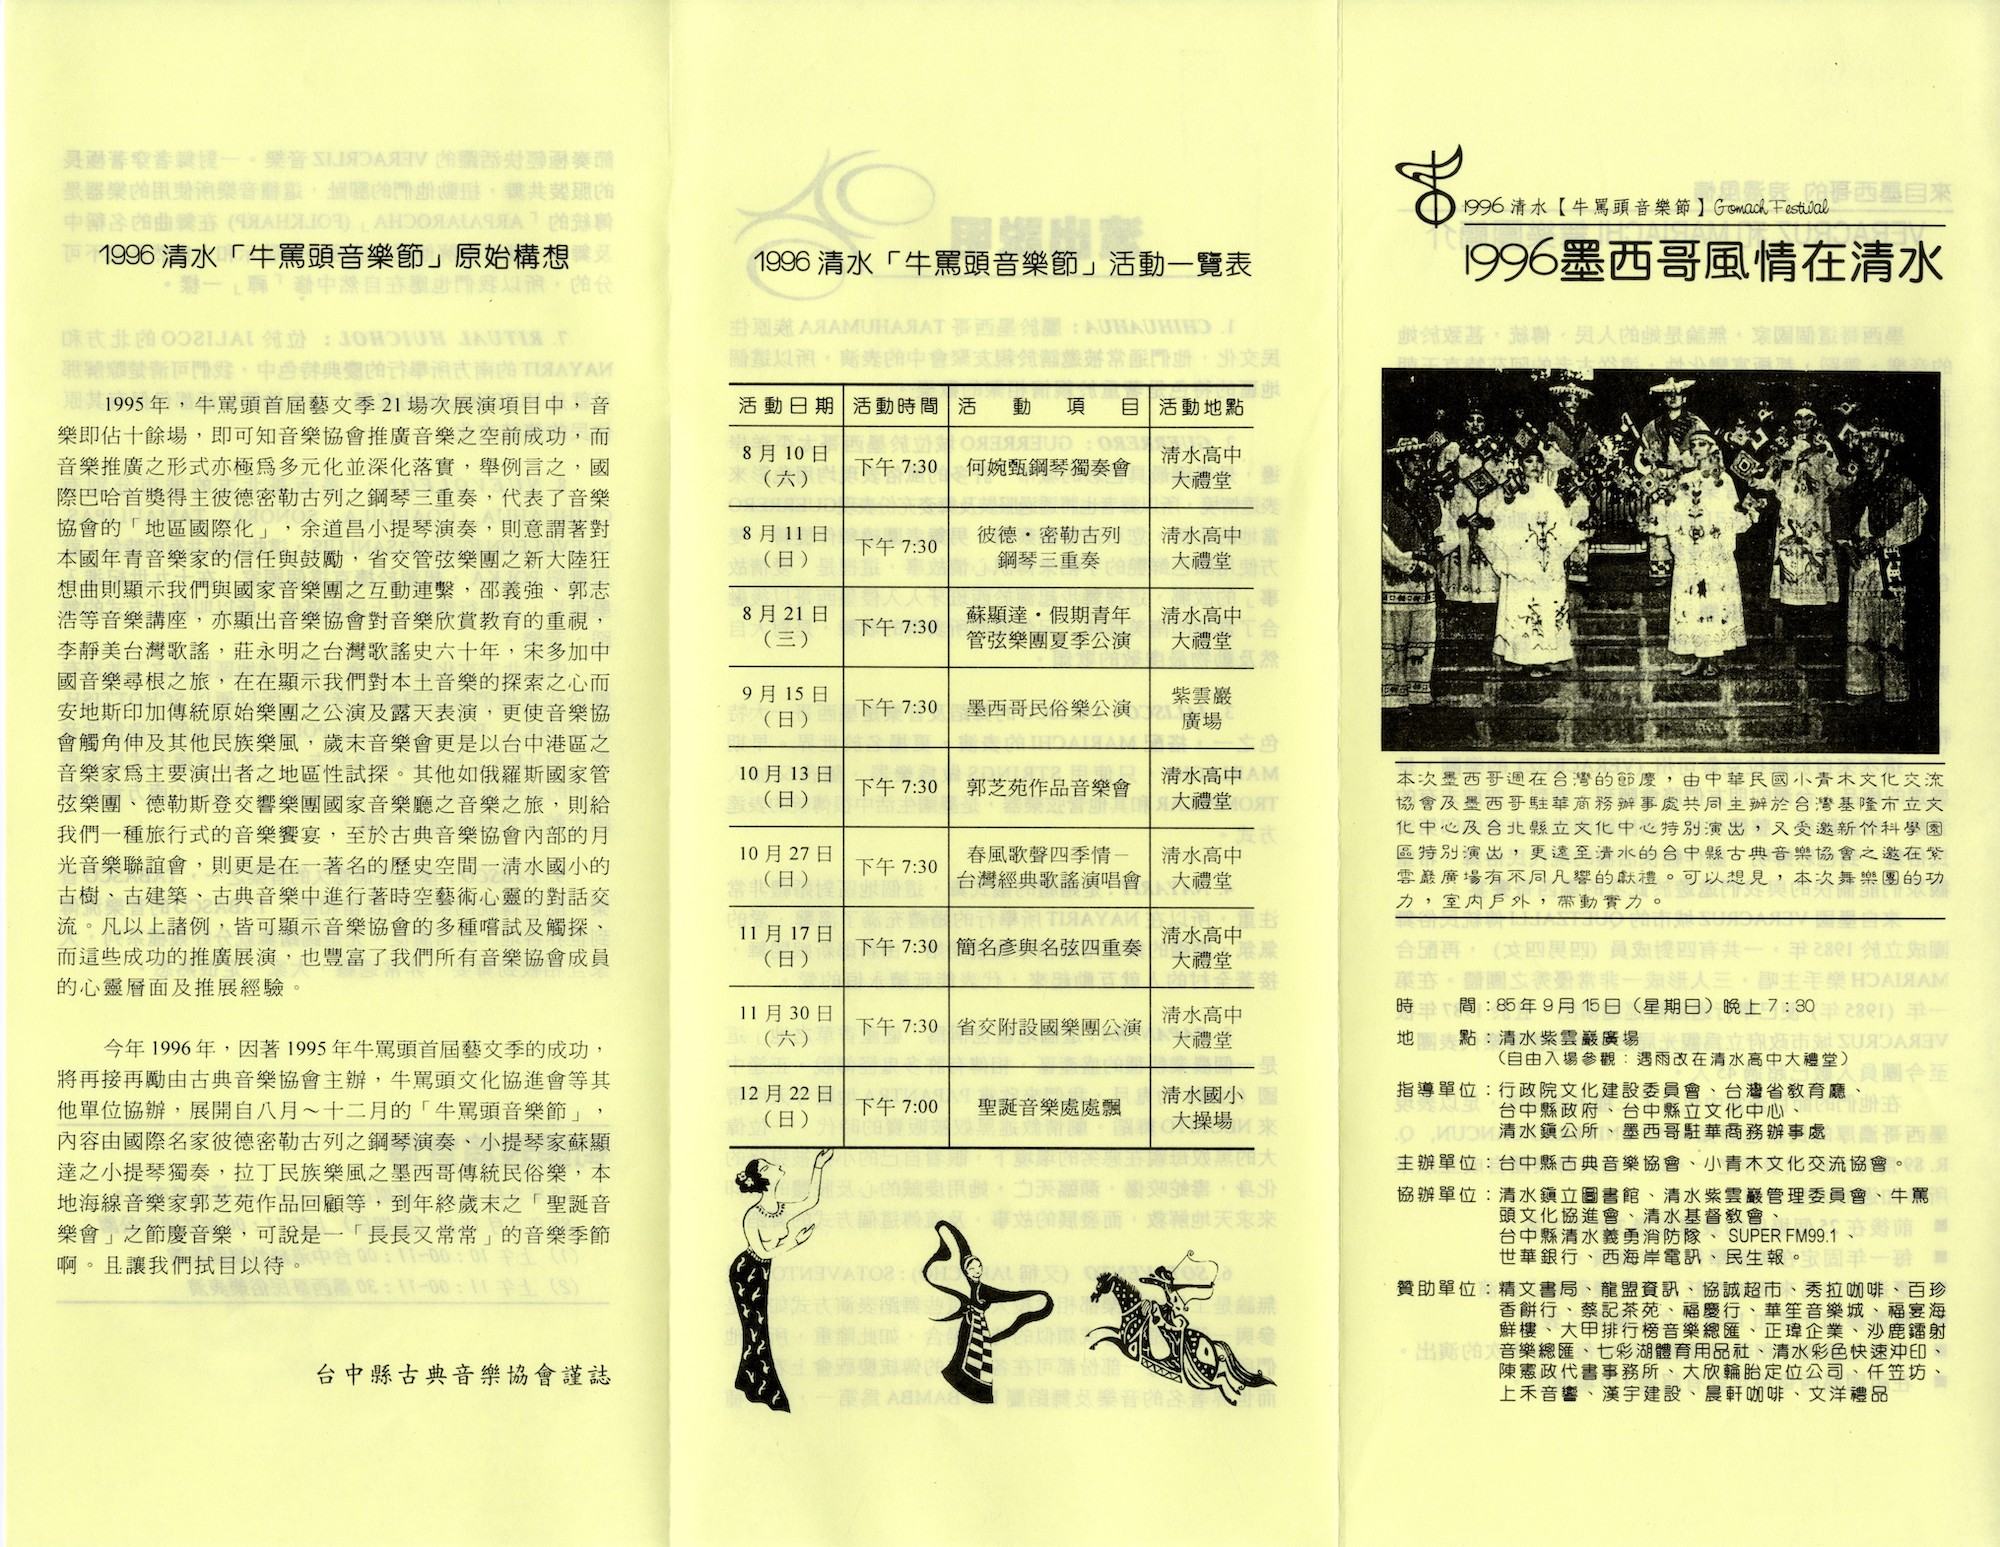 1996 清水「牛罵頭音樂節」原始構想
1995年，牛罵頭首屆藝文季21場次展演項目中，音
樂即佔十餘場，即可知音樂協會推廣音樂之空前成功，而
音樂推廣之形式亦極爲多元化並深化落實，舉例言之，國
際巴哈首獎得主彼德密勒古列之鋼琴三重奏，代表了音樂
協會的「地區國際化」，余道昌小提琴演奏，則意謂著對
本國年青音樂家的信任與鼓勵，省交管弦樂團之新大陸狂
想曲則顯示我們與國家音樂團之互動連繫，邵義強、郭志
浩等音樂講座，亦顯出音樂協會對音樂欣賞教育的重視，
李靜美台灣歌謠，莊永明之台灣歌謠史六十年，宋多加中
國音樂尋根之旅，在在顯示我們對本土音樂的探索之心而
安地斯印加傳統原始樂團之公演及露天表演，更使音樂協
會觸角伸及其他民族樂風，歲末音樂會更是以台中港區之
音樂家爲主要演出者之地區性試探。其他如俄羅斯國家管
弦樂團、德勒斯登交響樂團國家音樂廳之音樂之旅，則給
我們一種旅行式的音樂饗宴，至於古典音樂協會內部的月
光音樂聯誼會，則更是在一著名的歷史空間一清水國小的
古樹、古建築、古典音樂中進行著時空藝術心靈的對話交
流。凡以上諸例，皆可顯示音樂協會的多種嚐試及觸探、
而這些成功的推廣展演，也豐富了我們所有音樂協會成員
的心靈層面及推展經驗。
今年1996年，因著1995年牛罵頭首屆藝文季的成功，
將再接再勵由古典音樂協會主辦，牛罵頭文化協進會等其
他單位協辦，展開自八月～十二月的「牛罵頭音樂節」，
內容由國際名家彼德密勒古列之鋼琴演奏、小提琴家蘇顯
達之小提琴獨奏，拉丁民族樂風之墨西哥傳統民俗樂，本
地海線音樂家郭芝苑作品回顧等，到年終歲末之「聖誕音
樂會」之節慶音樂，可說是一「長長又常常」的音樂季節
啊。且讓我們拭目以待。
台中縣古典音樂協會謹誌
1996 清水「牛罵頭音樂節」活動一覽表
活動日期 活動時間 活動項目 活動地點
8月10日（六） 下午7:30 何婉甄鋼琴獨奏會 清水高中大禮堂
8月11日（日） 下午7:30 彼德・密勒古列鋼琴三重奏 清水高中大禮堂
8月21日（三） 下午7:30 蘇顯達・假期青年管弦樂團夏季公演 清水高中大禮堂
9月15日（日） 下午7:30 墨西哥民俗樂公演 紫雲巖廣場
10月13日（日） 下午7:30 郭芝苑作品音樂會 清水高中大禮堂
10月27日（日） 下午7:30 春風歌聲四季情－台灣經典歌謠演唱會 清水高中大禮堂
11月17日（日） 下午7:30 簡名彥與名弦四重奏 清水高中大禮堂
11月30日（六） 下午7:30 省交附設國樂團公演 清水高中大禮堂
12月22日（日） 下午7:00 聖誕音樂處處飄 清水國小大操場
1996 清水【牛罵頭音樂節】Gomach Festival
1996墨西哥風情在清水
本次墨西哥週在台灣的節慶，由中華民國小青木文化交流
協會及墨西哥駐華商務辦事處共同主辦於台灣基隆市立文
化中心及台北縣立文化中心特別演出，又受邀新竹科學園
區特別演出，更遠至清水的台中縣古典音樂協會之邀在紫
雲巖廣場有不同凡響的獻禮。可以想見，本次舞樂團的功
力，室內戶外，帶動實力。
時　　間：85年9月15日（星期日）晚上7：30
地　　點：清水紫雲巖廣場
（自由入場參觀：遇雨改在清水高中大禮堂）
指導單位：行政院文化建設委員會、台灣省教育廳、
台中縣政府、台中縣立文化中心、
清水鎮公所、墨西哥駐華商務辦事處
主辦單位：台中縣古典音樂協會、小青木文化交流協會。
協辦單位：清水鎮立圖書館、清水紫雲巖管理委員會、牛罵
頭文化協進會、清水基督教會、
台中縣清水義勇消防隊、SUPER FM99.1、
世華銀行、西海岸電訊、民生報。
贊助單位：精文書局、龍盟資訊、協誠超市、秀拉咖啡、百珍
香餅行、蔡記茶苑、福慶行、華笙音樂城、福宴海
鮮樓、大甲排行榜音樂總匯、正瑋企業、沙鹿鐳射
音樂總匯、七彩湖體育用品社、清水彩色快速沖印、
陳憲政代書事務所、大欣輪胎定位公司、仟笠坊、
上禾音響、漢宇建設、晨軒咖啡、文洋禮品